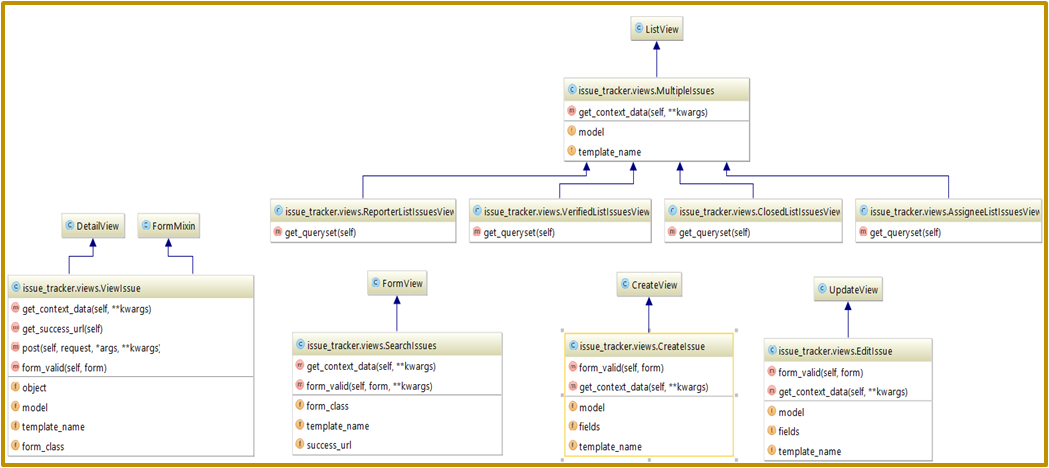 ListView
issue_tracker.views.MultipleIssues
get_context_data(self, **kwargs)
model
template_name
issue_tracker.views.ReporterListIssuesView
get_queryset(self)
issue_tracker.views.VerifiedListIssuesView
get_queryset(self)
issue_tracker.views.ClosedListIssuesView
get_queryset(self)
issue_tracker.views.AssigneeListIssuesView
get_queryset(self)
DetailView
FormMixin
issue_tracker.views.ViewIssue
get_context_data(self, **kwargs)
get_success_url(self)
post(self, request, *args, **kwargs)
form_valid(self, form)
object
model
template_name
form_class
FormView
issue_tracker.views.SearchIssues
get_context_data(self, **kwargs)
form_valid(self, form, **kwargs)
form_class
template_name
success_url
CreateView
issue_tracker.views.CreateIssue
form_valid(self, form)
get_context_data(self, **kwargs)
model
fields
template_name
UpdateView
issue_tracker.views.EditIssue
form_valid(self, form)
get_context_data(self, **kwargs)
model
fields
template_name